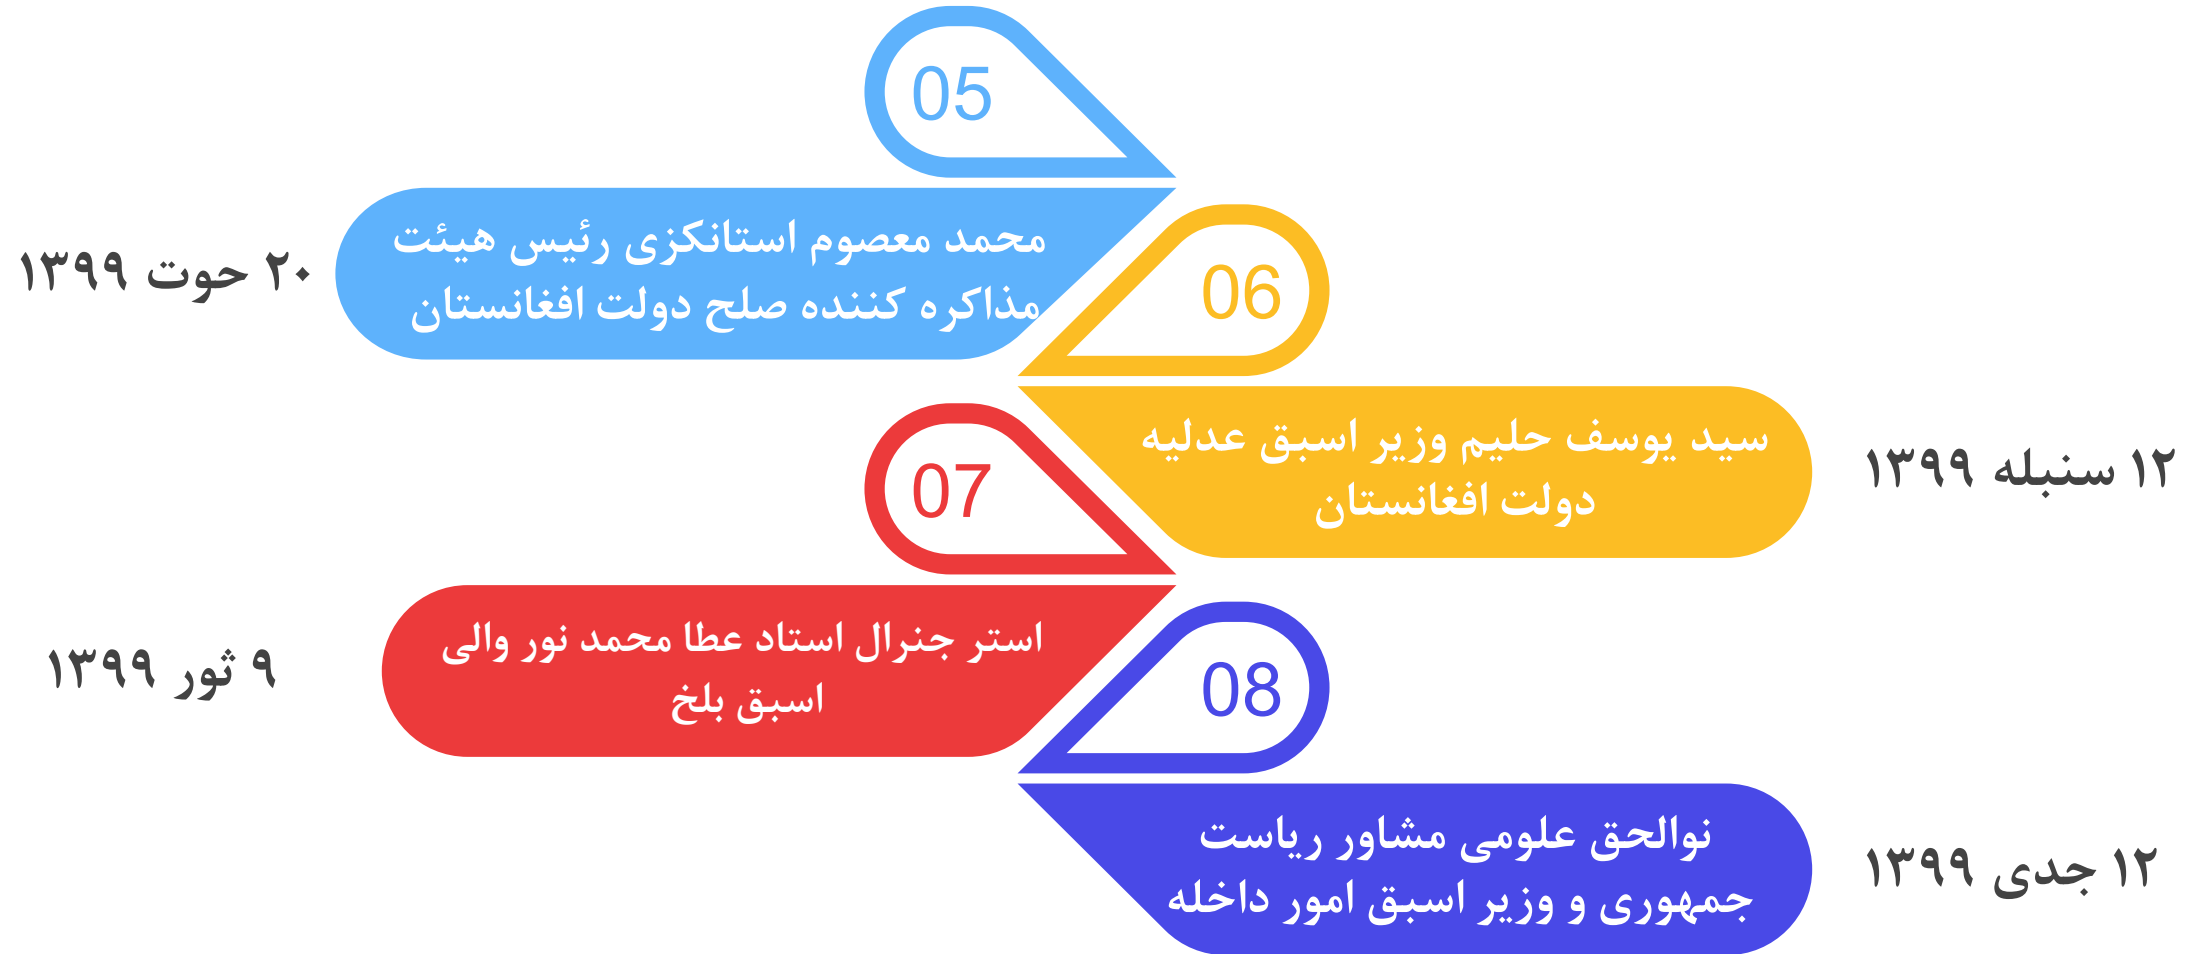 05
محمد معصوم استانکزی رئیس هیئت
مذاکره کننده صلح دولت افغانستان
۲۰ حوت ۱۳۹۹
06
سید یوسف حلیم وزیر اسبق عدلیه
دولت افغانستان
۱۲ سنبله ۱۳۹۹
07
استر جنرال استاد عطا محمد نور والی
اسبق بلخ
۹ ثور ۱۳۹۹
08
نوالحق علومی مشاور ریاست
جمهوری و وزیر اسبق امور داخله
۱۲ جدی ۱۳۹۹